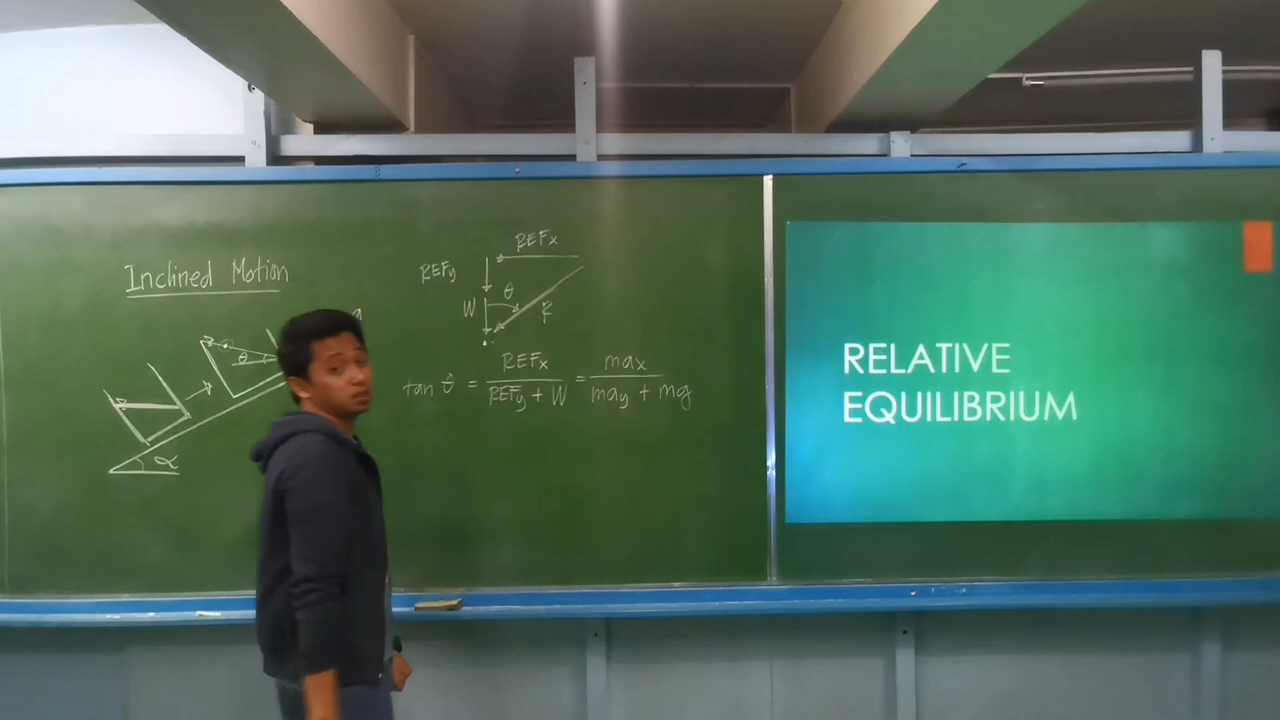 Inclined Motion
θ
α
REFx
REFy
θ
W
F
tan θ = REFx / REFy + W = max / may + mg
RELATIVE
EQUILIBRIUM